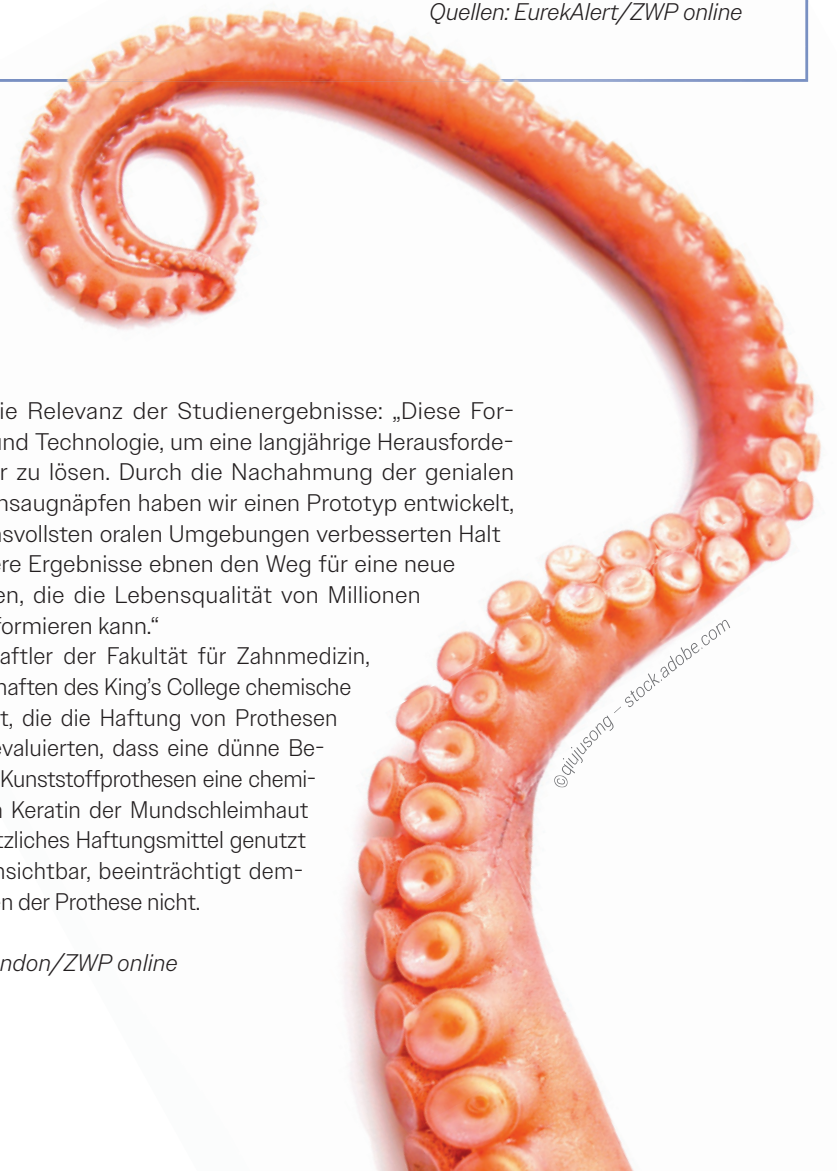 Quellen: EurekAlert/ZWP online
ie Relevanz der Studienergebnisse: „Diese For-
und Technologie, um eine langjährige Herausforde-
r zu lösen. Durch die Nachahmung der genialen
nsaugnäpfen haben wir einen Prototyp entwickelt,
svollsten oralen Umgebungen verbesserten Halt
ere Ergebnisse ebnen den Weg für eine neue
en, die die Lebensqualität von Millionen
formieren kann.“
aftler der Fakultät für Zahnmedizin,
haften des King’s College chemische
t, die die Haftung von Prothesen
evaluierten, dass eine dünne Be-
Kunststoffprothesen eine chemi-
n Keratin der Mundschleimhaut
tzliches Haftungsmittel genutzt
nsichtbar, beeinträchtigt dem-
en der Prothese nicht.
ndon/ZWP online
©qiujusong – stock.adobe.com